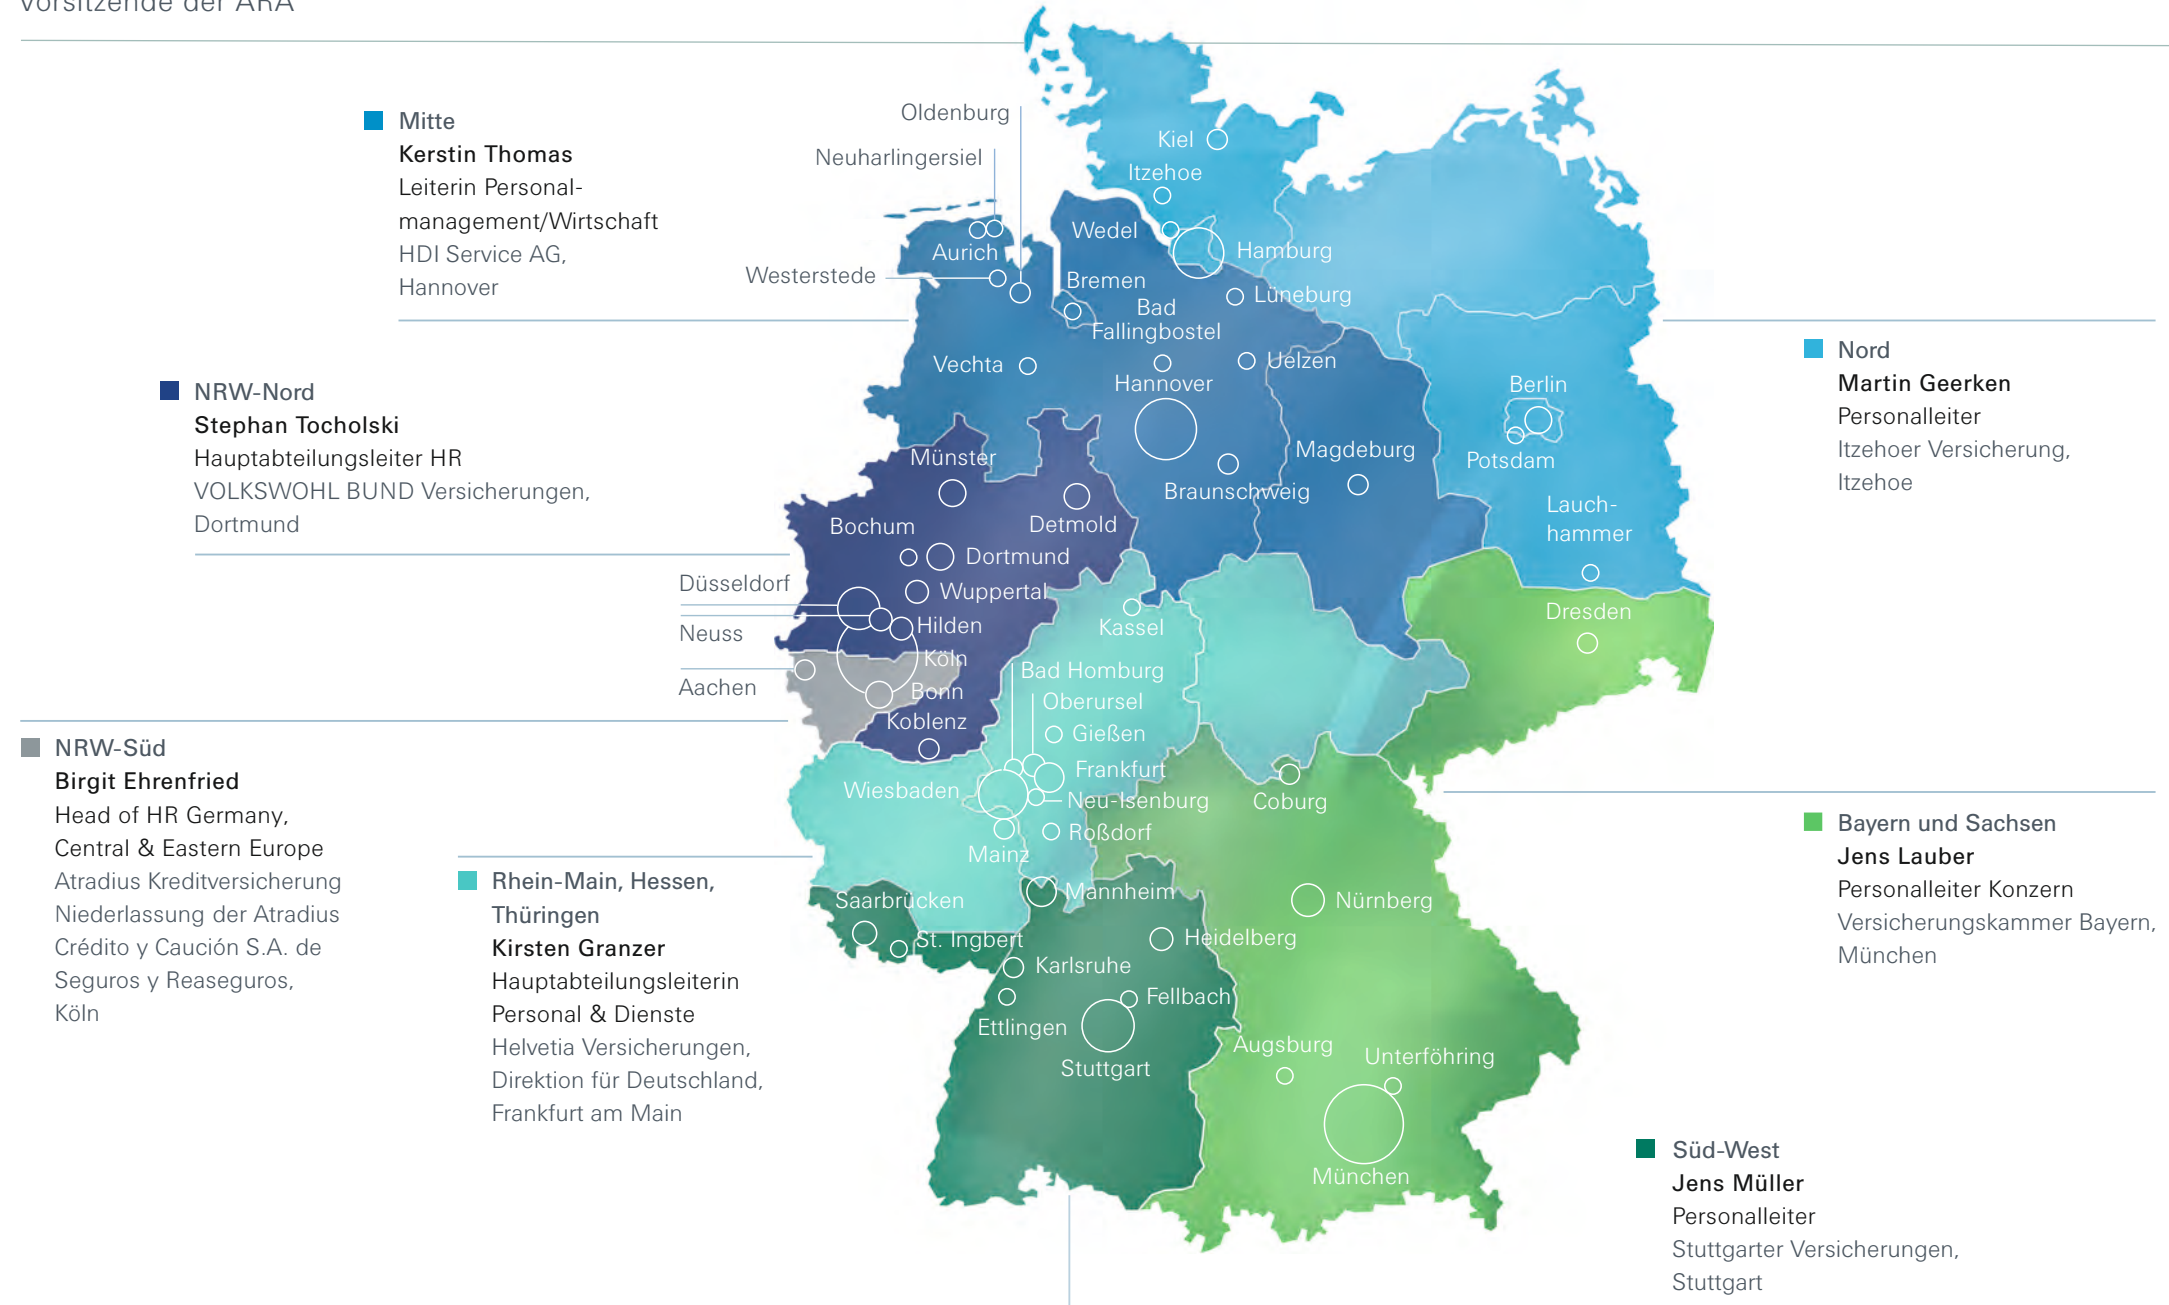 Vorsitzende der ARA
Mitte
Kerstin Thomas
Leiterin Personal-
management/Wirtschaft
HDI Service AG,
Hannover
NRW-Nord
Stephan Tocholski
Hauptabteilungsleiter HR
VOLKSWOHL BUND Versicherungen,
Dortmund
NRW-Süd
Birgit Ehrenfried
Head of HR Germany,
Central & Eastern Europe
Atradius Kreditversicherung
Niederlassung der Atradius
Crédito y Caución S.A. de
Seguros y Reaseguros,
Köln
Rhein-Main, Hessen,
Thüringen
Kirsten Granzer
Hauptabteilungsleiterin
Personal & Dienste
Helvetia Versicherungen,
Direktion für Deutschland,
Frankfurt am Main
Oldenburg
Neuharlingersiel
Kiel
Itzehoe
Wedel
Hamburg
Aurich
Westerstede
Bremen
Lüneburg
Bad
Fallingbostel
Vechta
Uelzen
Hannover
Berlin
Magdeburg
Potsdam
Münster
Braunschweig
Lauch-
hammer
Bochum
Detmold
Dortmund
Düsseldorf
Wuppertal
Dresden
Neuss
Hilden
Kassel
Köln
Bad Homburg
Aachen
Bonn
Oberursel
Koblenz
Gießen
Frankfurt
Wiesbaden
Neu-Isenburg
Coburg
Roßdorf
Mainz
Mannheim
Saarbrücken
Nürnberg
St. Ingbert
Heidelberg
Karlsruhe
Fellbach
Ettlingen
Augsburg
Unterföhring
Stuttgart
München
Nord
Martin Geerken
Personalleiter
Itzehoer Versicherung,
Itzehoe
Bayern und Sachsen
Jens Lauber
Personalleiter Konzern
Versicherungskammer Bayern,
München
Süd-West
Jens Müller
Personalleiter
Stuttgarter Versicherungen,
Stuttgart